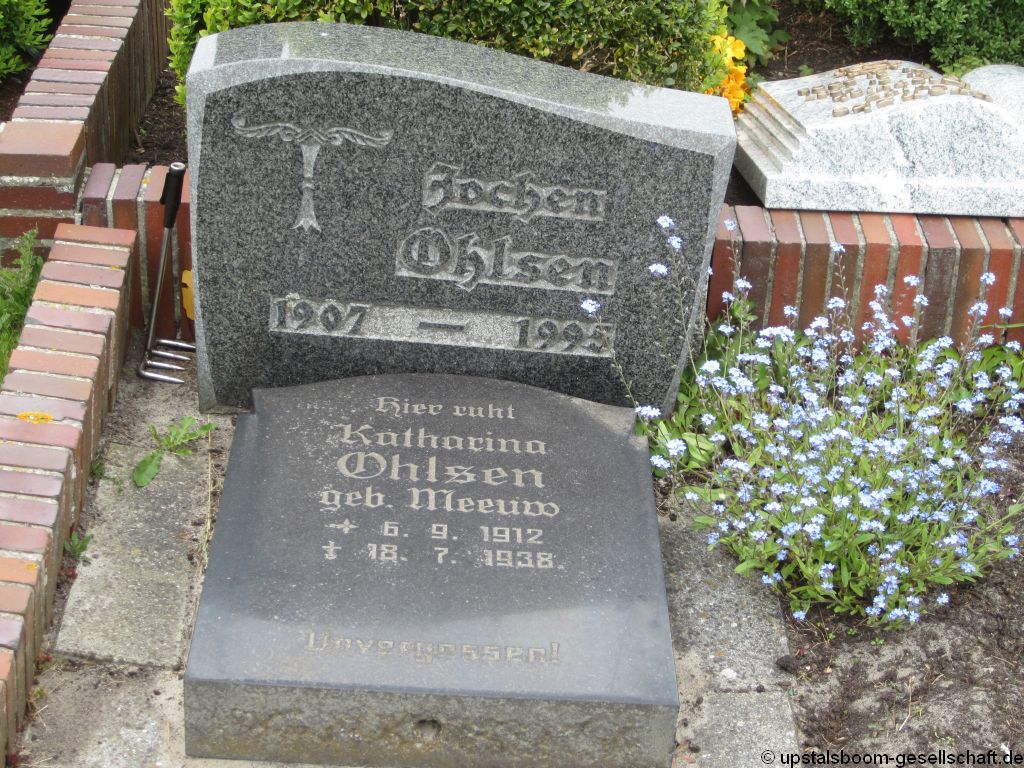 Jochen
Ohlsen
1907 — 1995
Hier ruht
Katharina
Ohlsen
geb. Meeuw
6. 9. 1912
‡ 18. 7. 1938.
Unvergessen!
© upstalsboom-gesellschaft.de